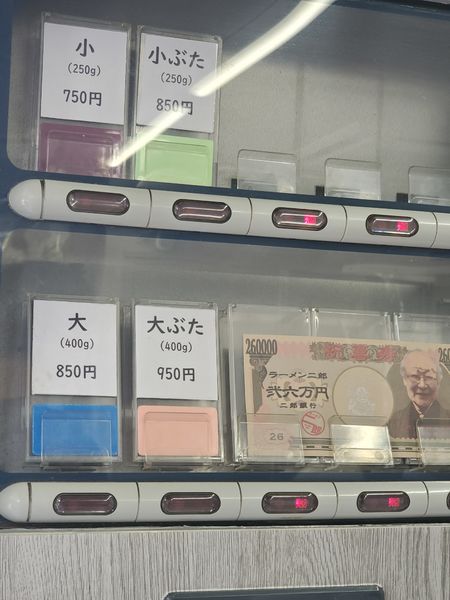 小
(250g)
750円
小ぶた
(250g)
850円
大
(400g)
850円
大ぶた
(400g)
950円
260000
ラーメン二郎
弐六万円
二郎銀行
26